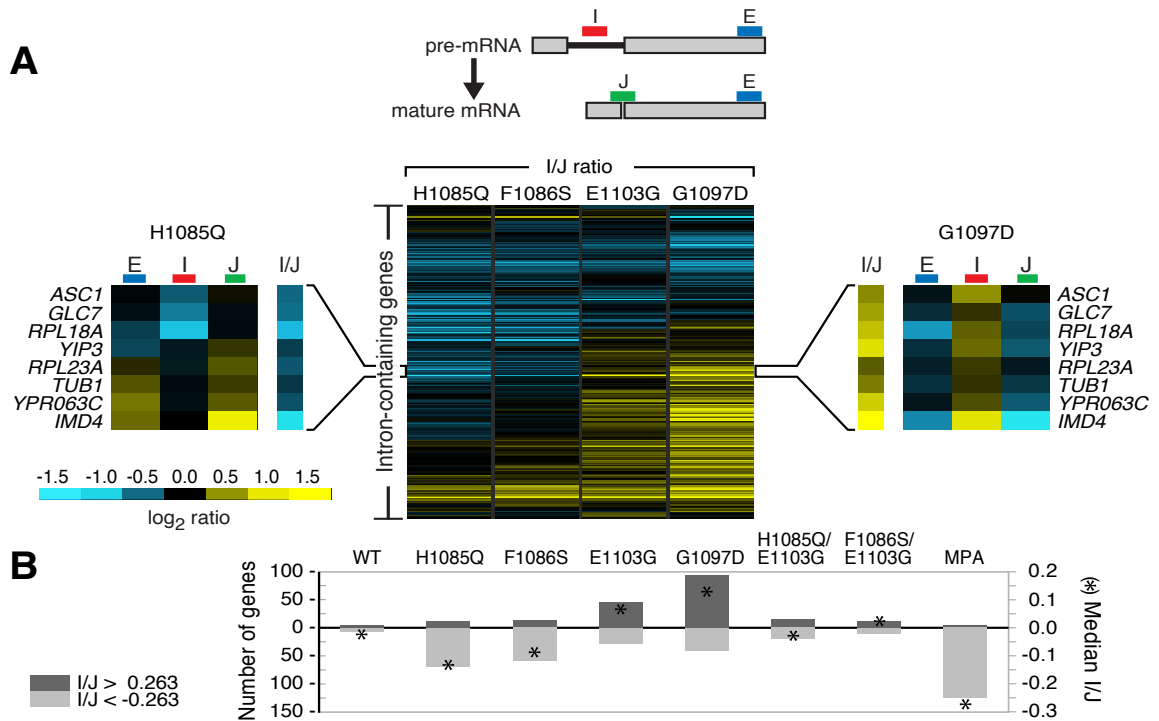 A
I
E
pre-mRNA
J
E
mature mRNA
I/J ratio
H1085Q F1086S E1103G G1097D
Intron-containing genes
H1085Q
E I J I/J
ASC1
GLC7
RPL18A
YIP3
RPL23A
TUB1
YPR063C
IMD4
G1097D
I/J E I J
ASC1
GLC7
RPL18A
YIP3
RPL23A
TUB1
YPR063C
IMD4
-1.5 -1.0 -0.5 0.0 0.5 1.0 1.5
log2 ratio
B
WT H1085Q F1086S E1103G G1097D H1085Q/E1103G F1086S/E1103G MPA
Number of genes
100 -
50 -
0 -
50 -
100 -
150 -
0.2
0.1
0.0
-0.1
-0.2
-0.3
(*) Median I/J
* * * * * * * *
I/J > 0.263
I/J < -0.263